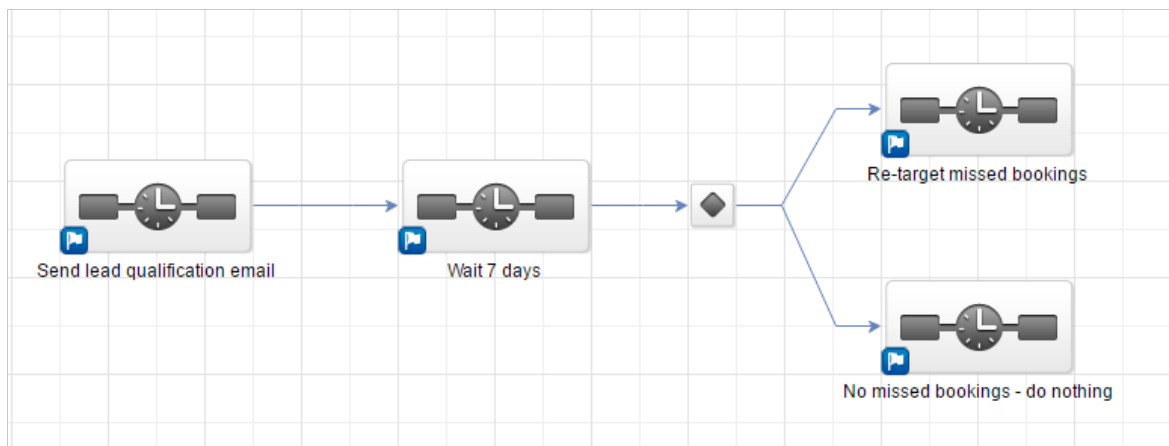 Send lead qualification email
Wait 7 days
Re-target missed bookings
No missed bookings - do nothing